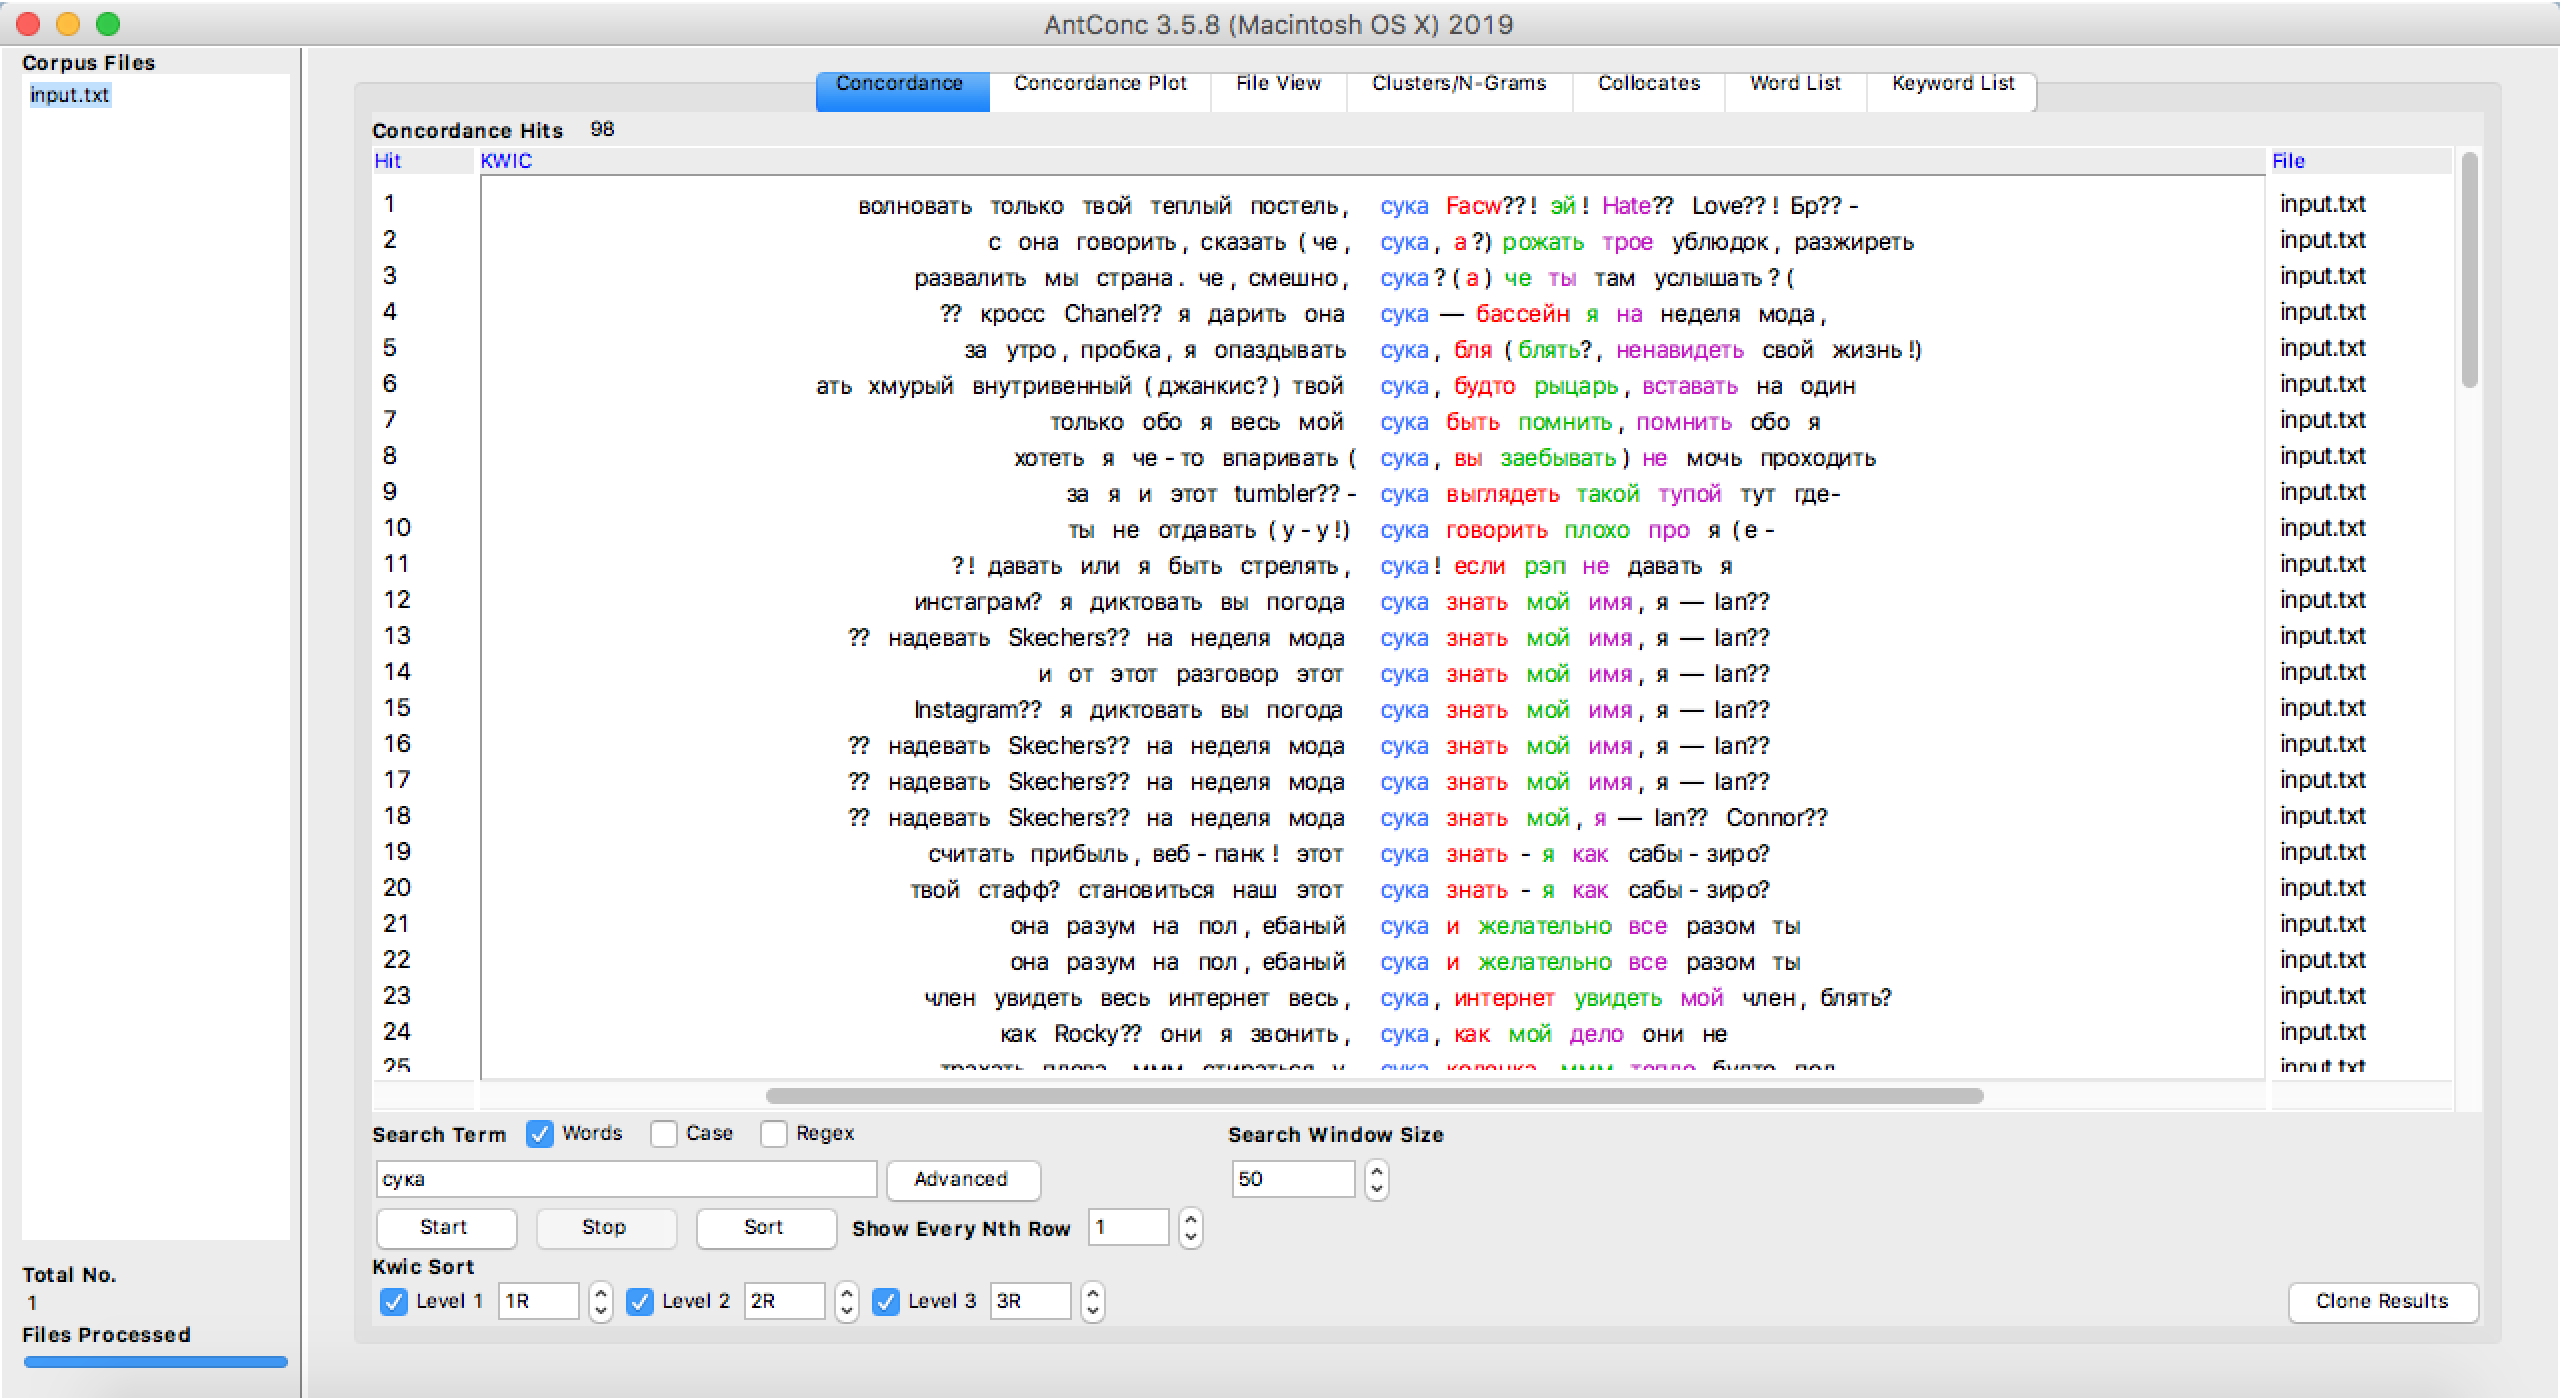 AntConc 3.5.8 (Macintosh OS X) 2019
Corpus Files
input.txt
Concordance Concordance Plot File View Clusters/N-Grams Collocates Word List Keyword List
Concordance Hits 98
Hit KWIC File
1 волновать только твой теплый постель, сука Facw??! эй! Hate?? Love??! Бр?? - input.txt
2 с она говорить, сказать (че, сука, а?) рожать трое ублюдок, разжиреть input.txt
3 развалить мы страна. че, смешно, сука? (а) че ты там услышать? ( input.txt
4 ?? кросс Chanel?? я дарить она сука — бассейн я на неделя мода, input.txt
5 за утро, пробка, я опаздывать сука, бля (блять?, ненавидеть свой жизнь!) input.txt
6 ать хмурый внутривенный (джанкис?) твой сука, будто рыцарь, вставать на один input.txt
7 только обо я весь мой сука быть помнить, помнить обо я input.txt
8 хотеть я че - то впаривать ( сука, вы заебывать) не мочь проходить input.txt
9 за я и этот tumbler?? - сука выглядеть такой тупой тут где- input.txt
10 ты не отдавать (у - у!) сука говорить плохо про я (е - input.txt
11 ?! давать или я быть стрелять, сука! если рэп не давать я input.txt
12 инстаграм? я диктовать вы погода сука знать мой имя, я — Ian?? input.txt
13 ?? надевать Skechers?? на неделя мода сука знать мой имя, я — Ian?? input.txt
14 и от этот разговор этот сука знать мой имя, я — Ian?? input.txt
15 Instagram?? я диктовать вы погода сука знать мой имя, я — Ian?? input.txt
16 ?? надевать Skechers?? на неделя мода сука знать мой имя, я — Ian?? input.txt
17 ?? надевать Skechers?? на неделя мода сука знать мой имя, я — Ian?? input.txt
18 ?? надевать Skechers?? на неделя мода сука знать мой, я — Ian?? Connor?? input.txt
19 считать прибыль, веб - панк! этот сука знать - я как сабы - зиро? input.txt
20 твой стафф? становиться наш этот сука знать - я как сабы - зиро? input.txt
21 она разум на пол, ебаный сука и желательно все разом ты input.txt
22 она разум на пол, ебаный сука и желательно все разом ты input.txt
23 член увидеть весь интернет весь, сука, интернет увидеть мой член, блять? input.txt
24 как Rocky?? они я звонить, сука, как мой дело они не input.txt
25 сука input.txt
Search Term Words Case Regex Search Window Size
сука Advanced 50
Start Stop Sort Show Every Nth Row 1
Kwic Sort
Level 1 1R Level 2 2R Level 3 3R Clone Results
Total No.
1
Files Processed